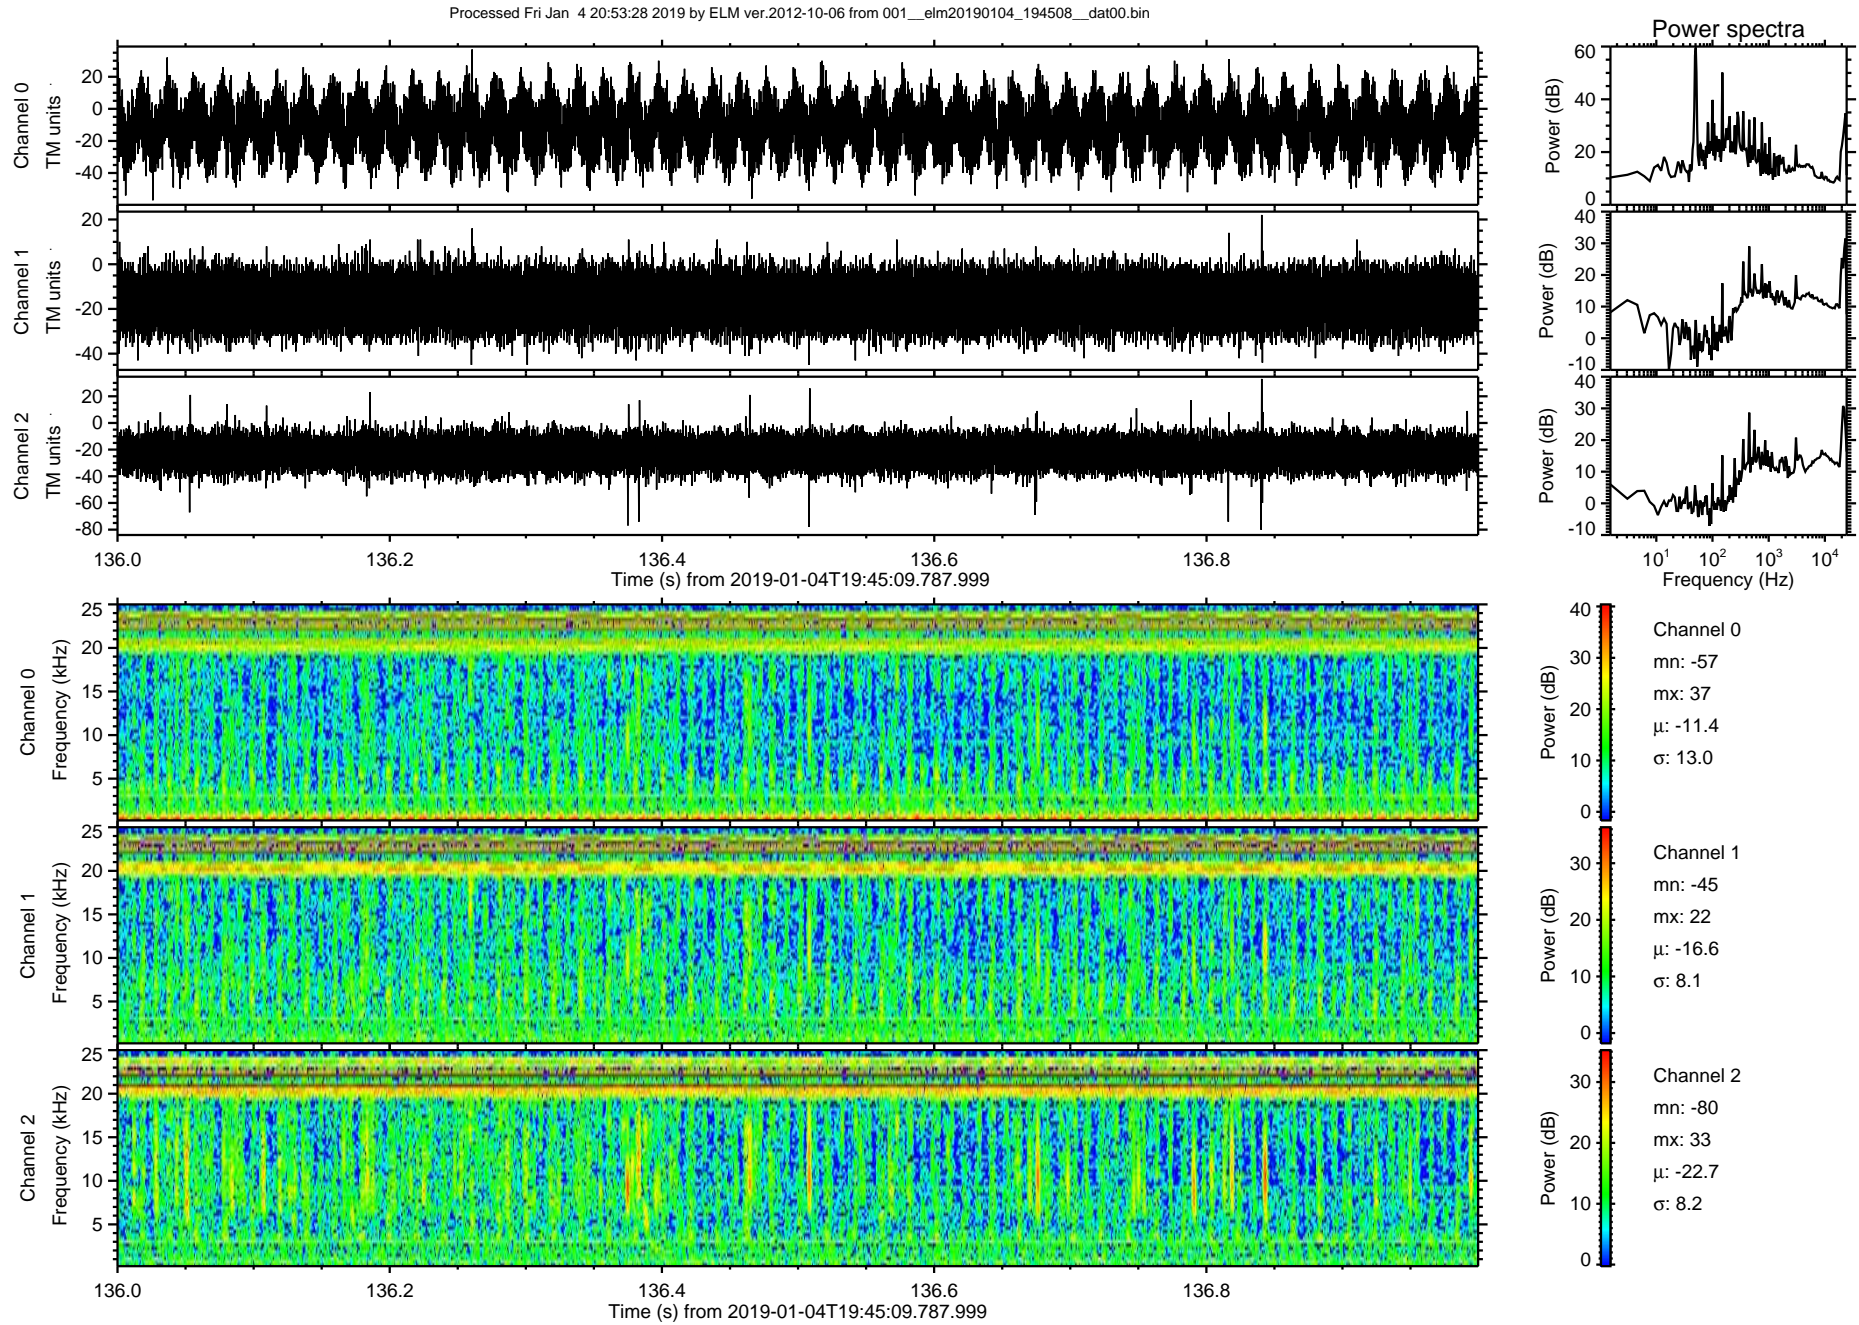 Processed Fri Jan  4 20:53:28 2019 by ELM ver.2012-10-06 from 001__elm20190104_194508__dat00.bin
Power spectra
Channel 0
TM units
20
0
-20
-40
Power (dB)
60
40
20
0
Channel 1
TM units
20
0
-20
-40
Power (dB)
40
30
20
10
0
-10
Channel 2
TM units
20
0
-20
-40
-60
-80
Power (dB)
40
30
20
10
0
-10
136.0 136.2 136.4 136.6 136.8
Time (s) from 2019-01-04T19:45:09.787.999
10^1 10^2 10^3 10^4
Frequency (Hz)
Channel 0
Frequency (kHz)
25
20
15
10
5
Power (dB)
40
30
20
10
0
Channel 0
mn: -57
mx: 37
μ: -11.4
σ: 13.0
Channel 1
Frequency (kHz)
25
20
15
10
5
Power (dB)
30
20
10
0
Channel 1
mn: -45
mx: 22
μ: -16.6
σ: 8.1
Channel 2
Frequency (kHz)
25
20
15
10
5
Power (dB)
30
20
10
0
Channel 2
mn: -80
mx: 33
μ: -22.7
σ: 8.2
136.0 136.2 136.4 136.6 136.8
Time (s) from 2019-01-04T19:45:09.787.999